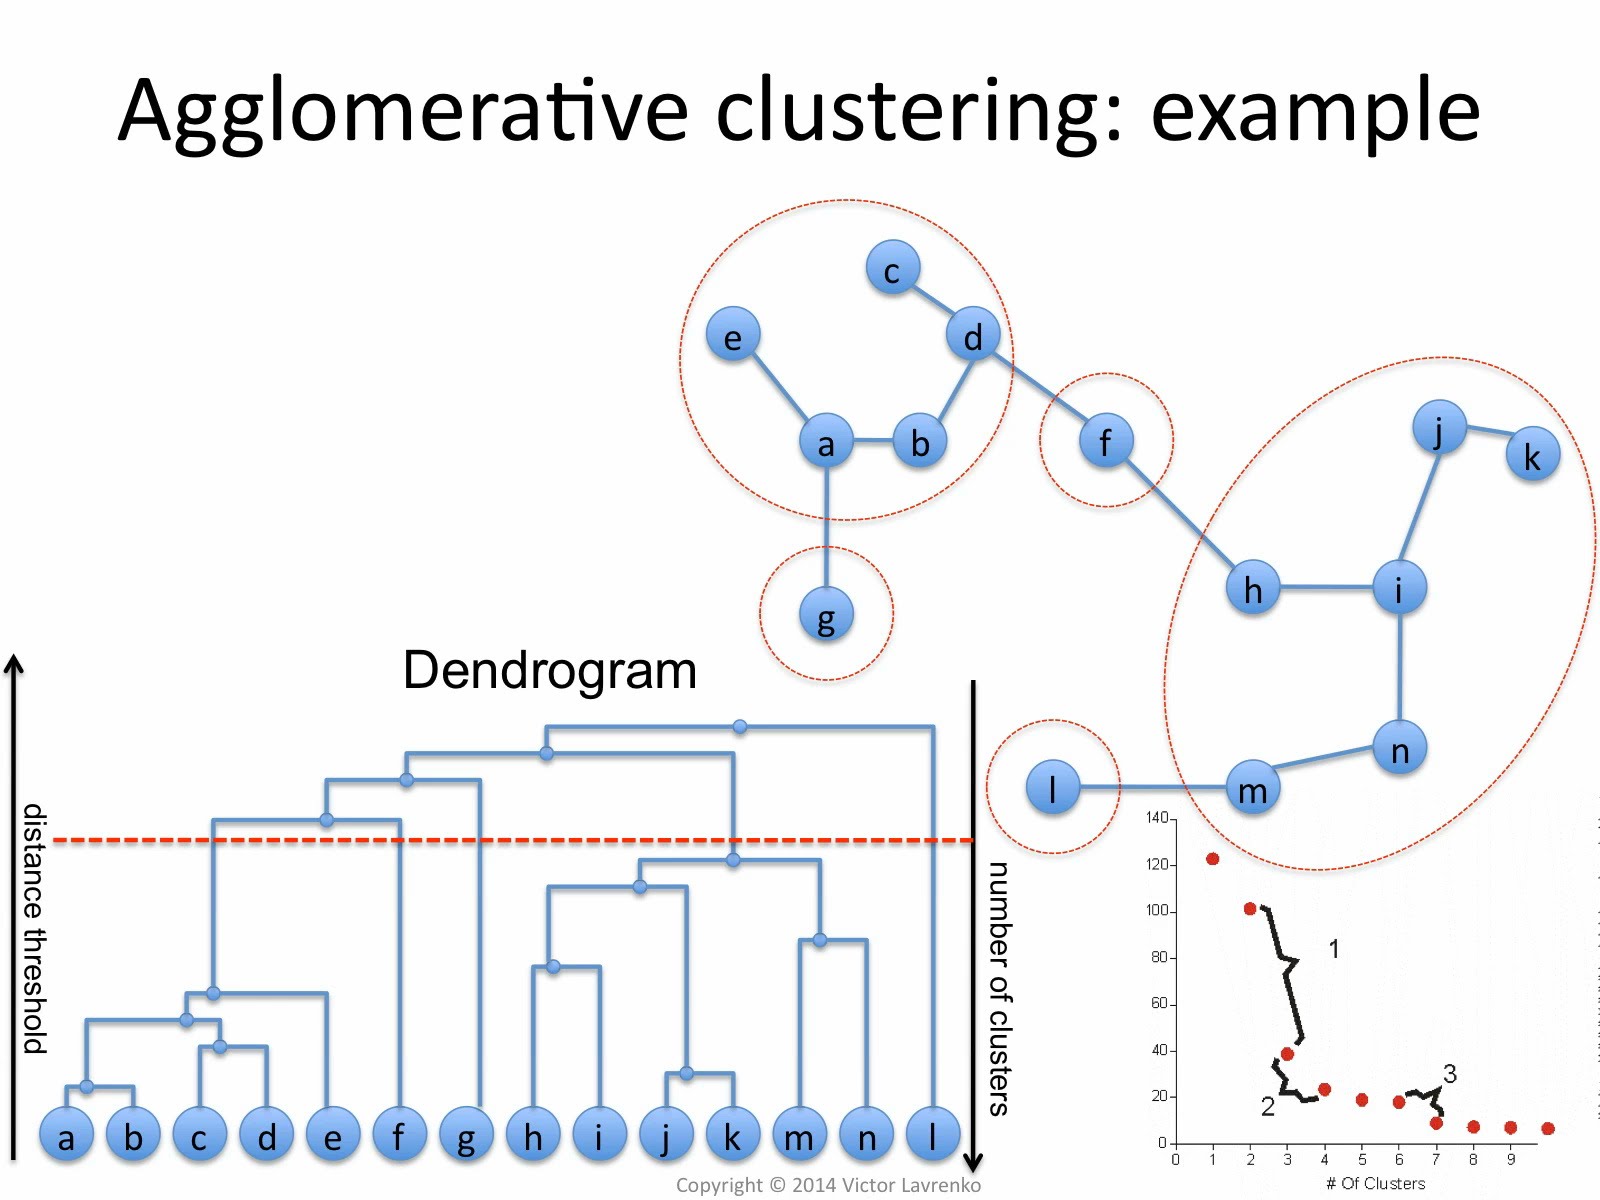 Agglomerative clustering: example
c
e
d
a
b
f
j
k
h
i
g
n
l
m
Dendrogram
distance threshold
number of clusters
a b c d e f g h i j k m n l
140
120
100
80
60
40
20
0
1
2
3
0 1 2 3 4 5 6 7 8 9
# Of Clusters
Copyright © 2014 Victor Lavrenko